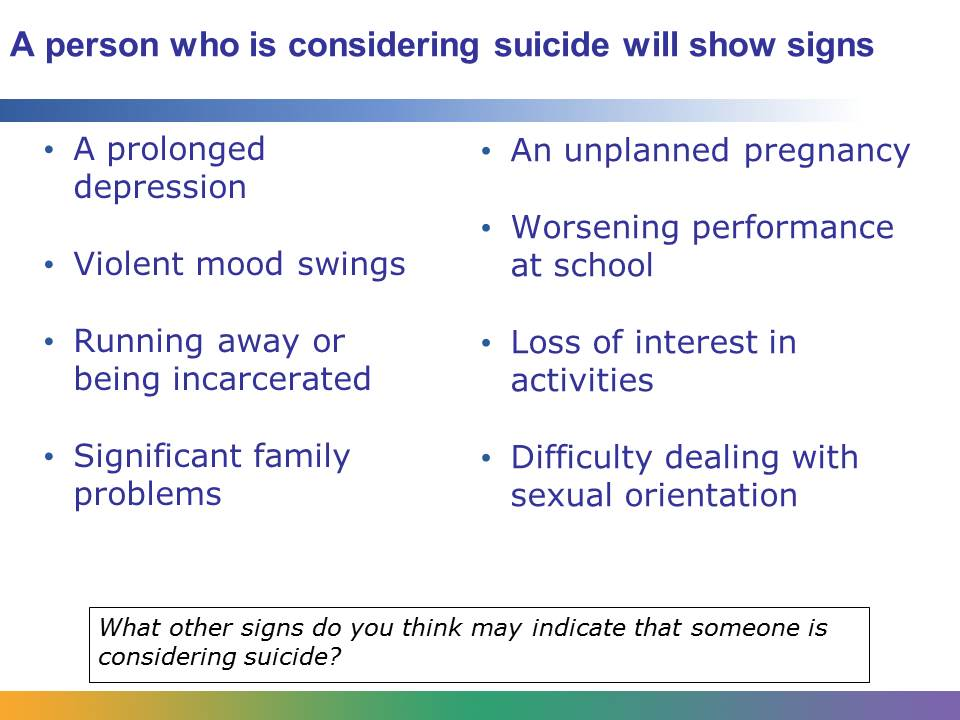 A person who is considering suicide will show signs
• A prolonged
depression
• Violent mood swings
• Running away or
being incarcerated
• Significant family
problems
• An unplanned pregnancy
• Worsening performance
at school
• Loss of interest in
activities
• Difficulty dealing with
sexual orientation
What other signs do you think may indicate that someone is
considering suicide?